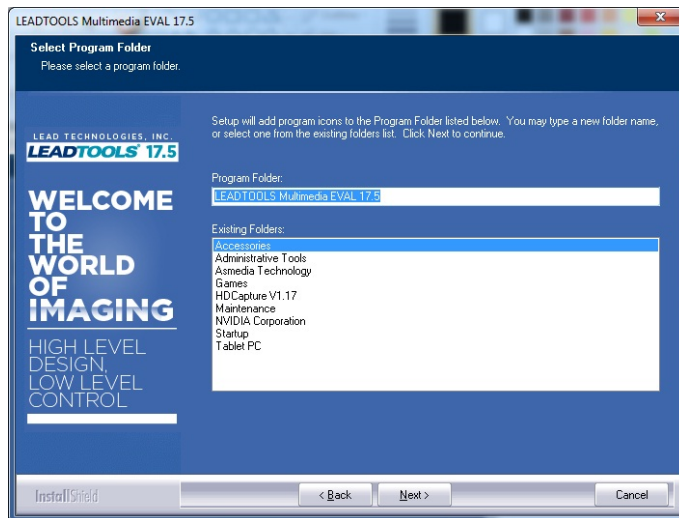 LEADTOOLS Multimedia EVAL 17.5
Select Program Folder
Please select a program folder.
LEAD TECHNOLOGIES, INC.
LEADTOOLS® 17.5
WELCOME
TO
THE
WORLD
OF
IMAGING
HIGH LEVEL
DESIGN,
LOW LEVEL
CONTROL
Setup will add program icons to the Program Folder listed below. You may type a new folder name,
or select one from the existing folders list. Click Next to continue.
Program Folder:
LEADTOOLS Multimedia EVAL 17.5
Existing Folders:
Accessories
Administrative Tools
Asmedia Technology
Games
HDCapture V1.17
Maintenance
NVIDIA Corporation
Startup
Tablet PC
InstallShield
< Back
Next >
Cancel